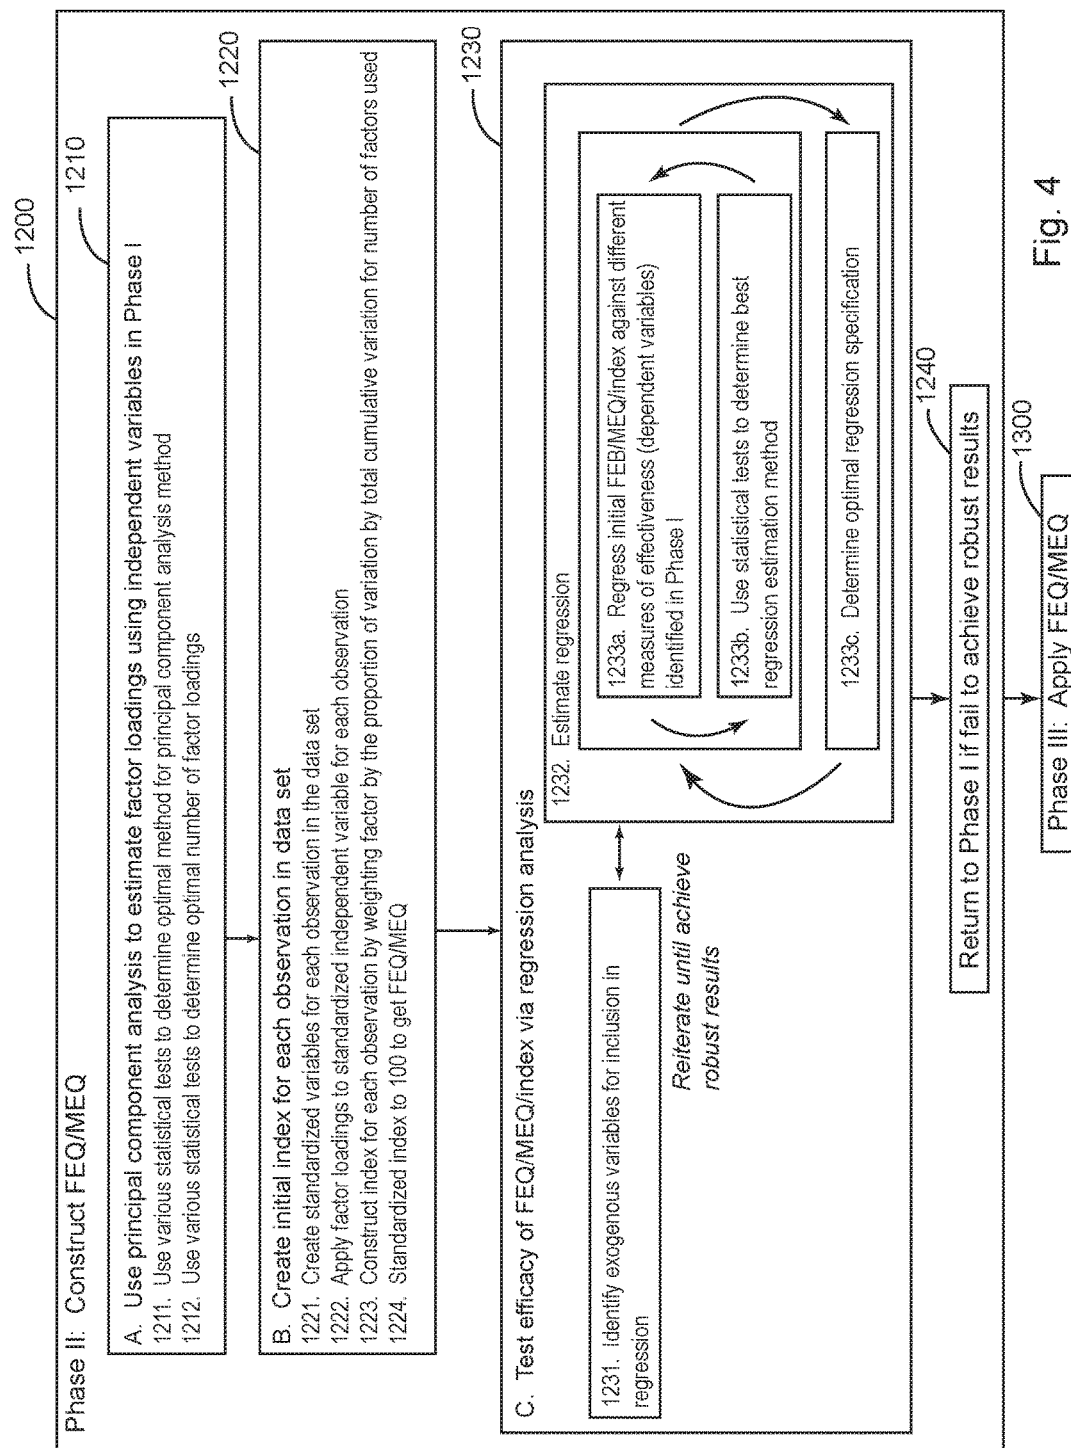 1200
Phase II: Construct FEQ/MEQ
1210
A. Use principal component analysis to estimate factor loadings using independent variables in Phase I
1211. Use various statistical tests to determine optimal method for principal component analysis method
1212. Use various statistical tests to determine optimal number of factor loadings
1220
B. Create initial index for each observation in data set
1221. Create standardized variables for each observation in the data set
1222. Apply factor loadings to standardized independent variable for each observation
1223. Construct index for each observation by weighting factor by the proportion of variation by total cumulative variation for number of factors used
1224. Standardized index to 100 to get FEQ/MEQ
1230
C. Test efficacy of FEQ/MEQ/index via regression analysis
1231. Identify exogenous variables for inclusion in
regression
Reiterate until achieve
robust results
1232. Estimate regression
1233a. Regress initial FEB/MEQ/index against different
measures of effectiveness (dependent variables)
identified in Phase I
1233b. Use statistical tests to determine best
regression estimation method
1233c. Determine optimal regression specification
1240
Return to Phase I if fail to achieve robust results
1300
Phase III: Apply FEQ/MEQ
Fig. 4